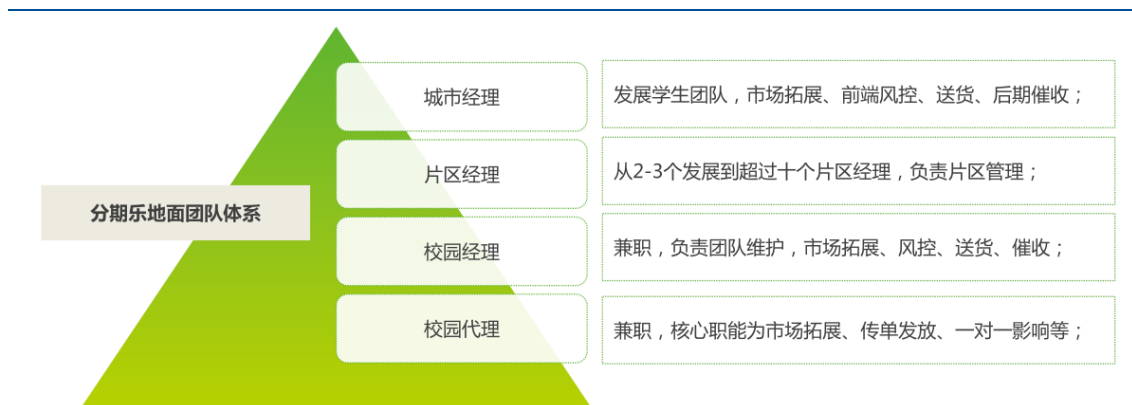 城市经理
发展学生团队，市场拓展、前端风控、送货、后期催收；
片区经理
从2-3个发展到超过十个片区经理，负责片区管理；
分期乐地面团队体系
校园经理
兼职，负责团队维护，市场拓展、风控、送货、催收；
校园代理
兼职，核心职能为市场拓展、传单发放、一对一影响等；